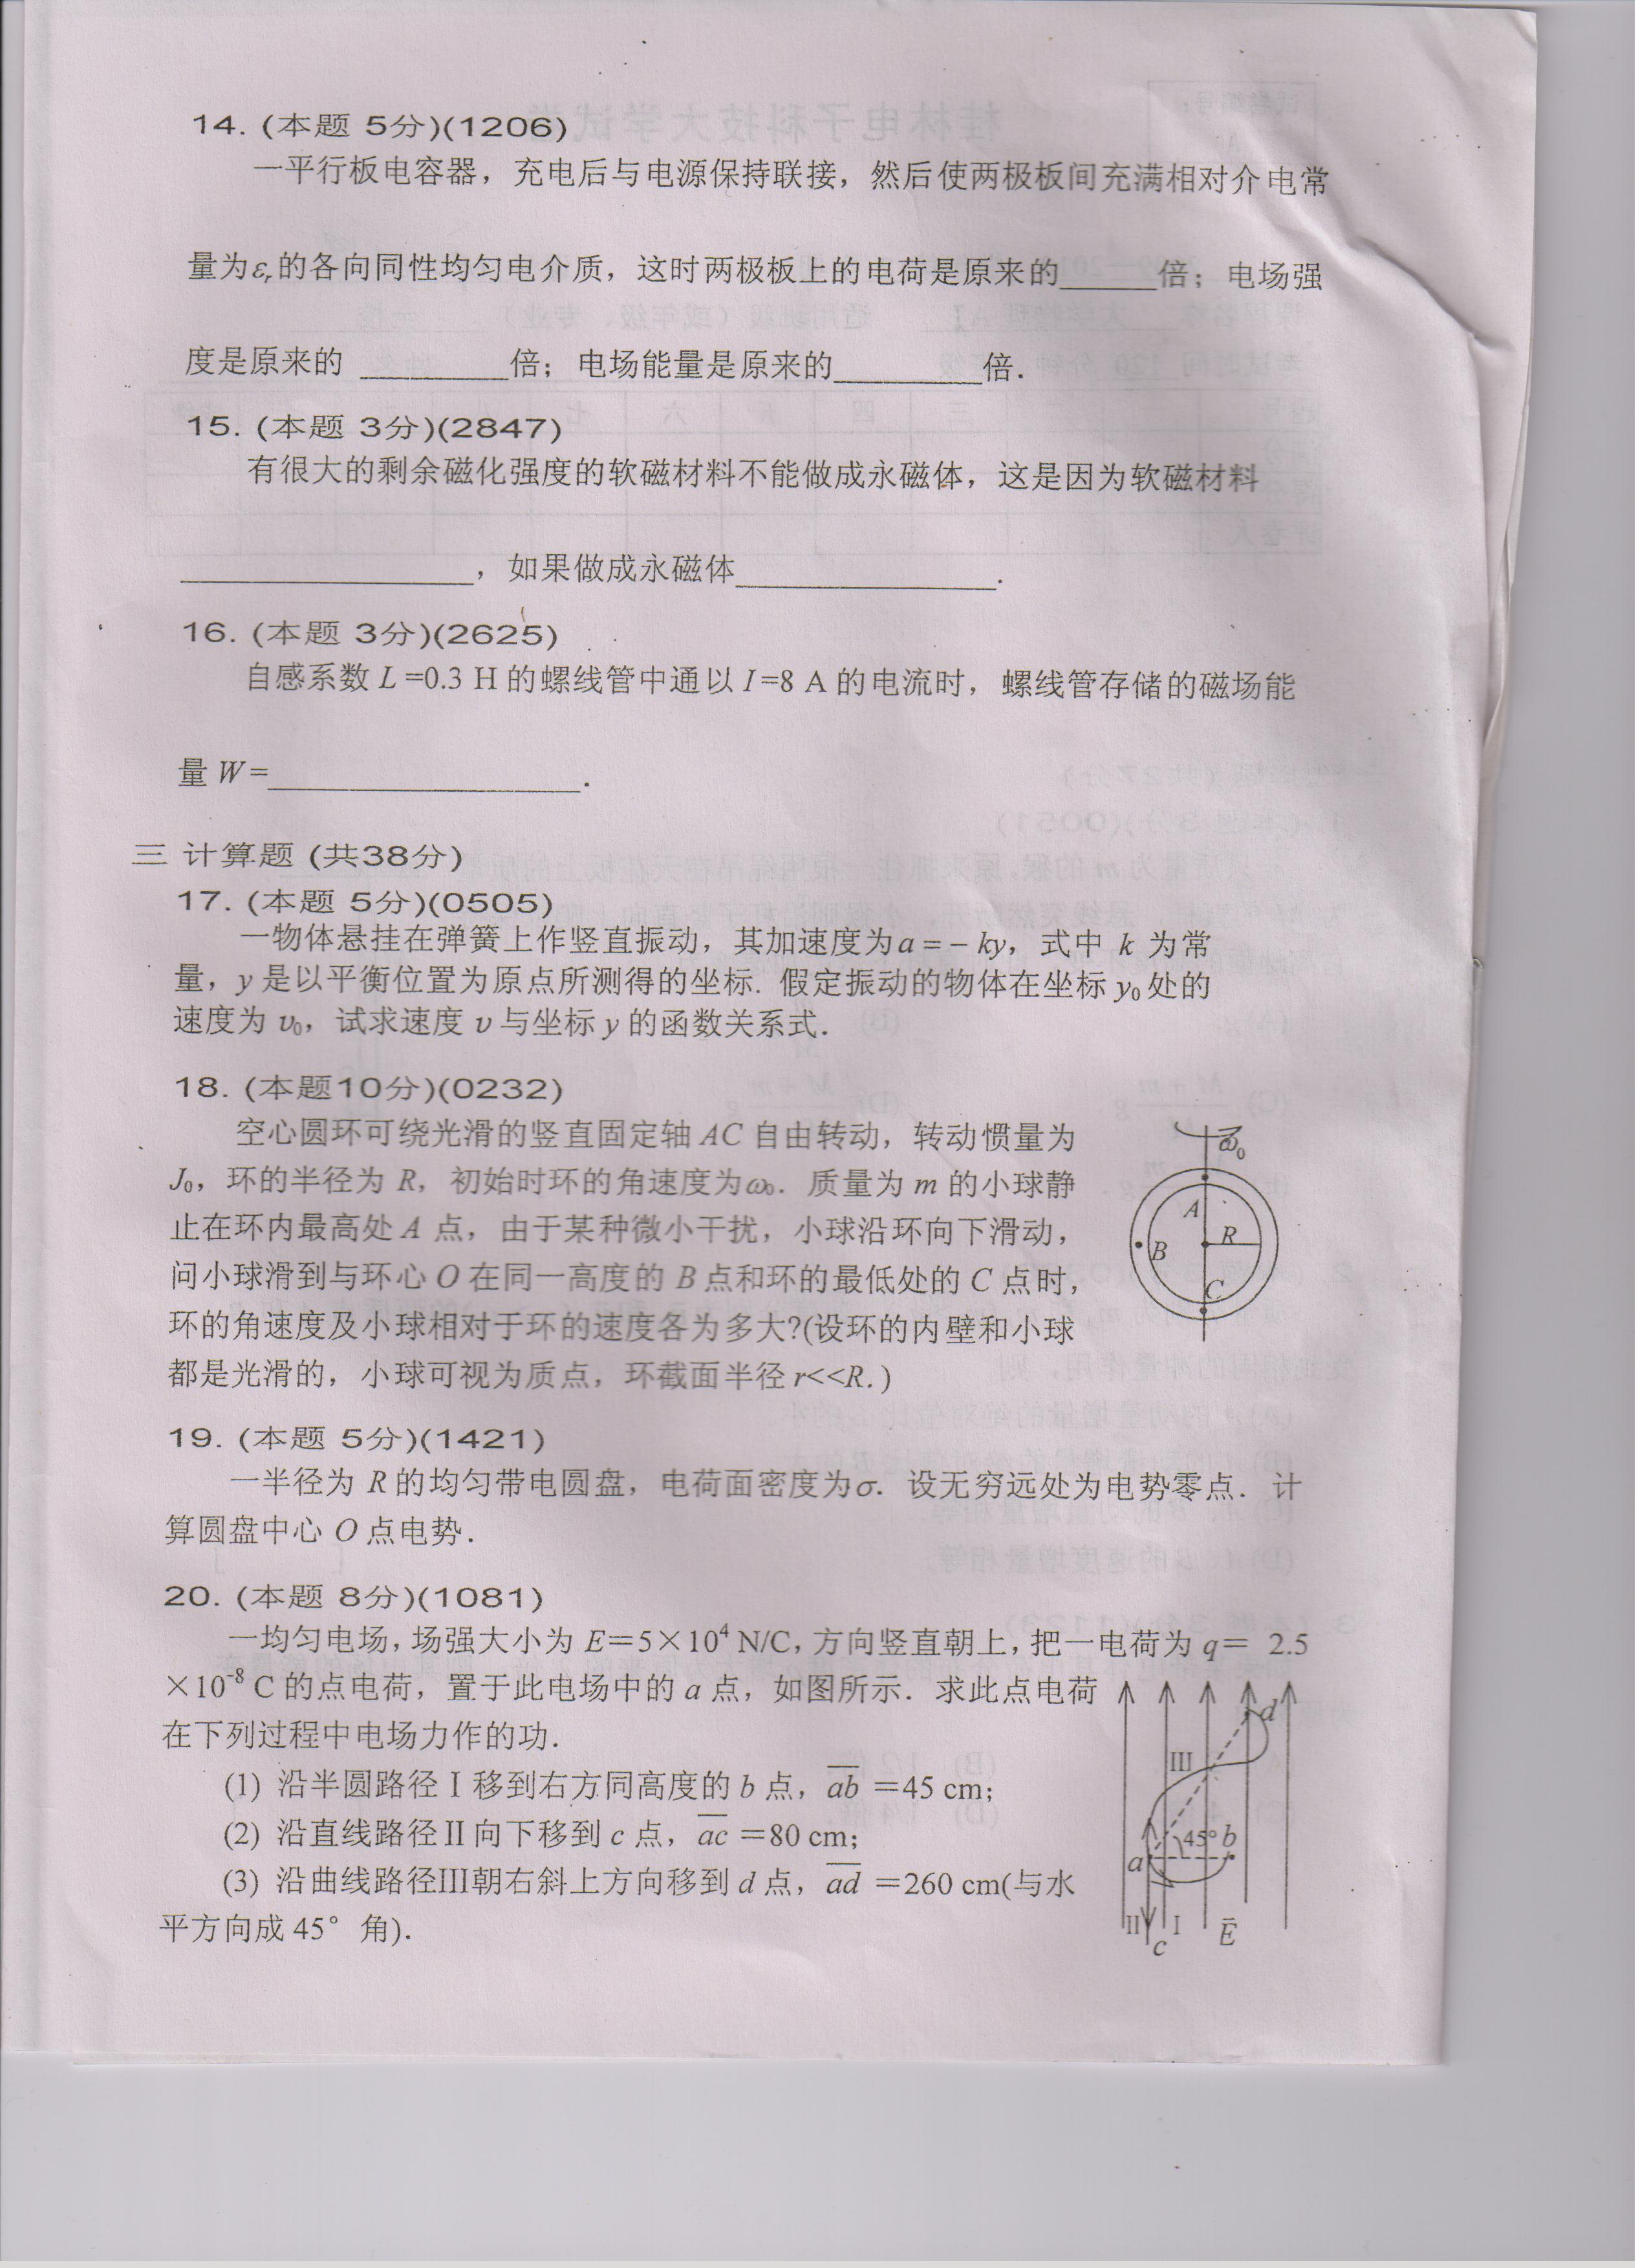 14. (本题 5分)(1206)
一平行板电容器，充电后与电源保持联接，然后使两极板间充满相对介电常
量为εr的各向同性均匀电介质，这时两极板上的电荷是原来的______倍；电场强
度是原来的 _________倍；电场能量是原来的_________倍.
15. (本题 3分)(2847)
有很大的剩余磁化强度的软磁材料不能做成永磁体，这是因为软磁材料
__________________，如果做成永磁体________________.
16. (本题 3分)(2625)
自感系数 L =0.3 H 的螺线管中通以 I=8 A 的电流时，螺线管存储的磁场能
量 W=___________________.
三 计算题 (共38分)
17. (本题 5分)(0505)
一物体悬挂在弹簧上作竖直振动，其加速度为a = − ky，式中 k 为常
量，y 是以平衡位置为原点所测得的坐标. 假定振动的物体在坐标 y0 处的
速度为 υ0，试求速度 υ 与坐标 y 的函数关系式.
18. (本题10分)(0232)
空心圆环可绕光滑的竖直固定轴 AC 自由转动，转动惯量为
J0，环的半径为 R，初始时环的角速度为ω0. 质量为 m 的小球静
止在环内最高处 A 点，由于某种微小干扰，小球沿环向下滑动，
问小球滑到与环心 O 在同一高度的 B 点和环的最低处的 C 点时，
环的角速度及小球相对于环的速度各为多大?(设环的内壁和小球
都是光滑的，小球可视为质点，环截面半径 r<<R.)
ω0
A
R
B
C
19. (本题 5分)(1421)
一半径为 R 的均匀带电圆盘，电荷面密度为σ. 设无穷远处为电势零点. 计
算圆盘中心 O 点电势.
20. (本题 8分)(1081)
一均匀电场，场强大小为 E＝5×10⁴ N/C，方向竖直朝上，把一电荷为 q＝ 2.5
×10⁻⁸ C 的点电荷，置于此电场中的 a 点，如图所示. 求此点电荷
在下列过程中电场力作的功.
(1) 沿半圆路径Ⅰ移到右方同高度的 b 点，ab ＝45 cm；
(2) 沿直线路径Ⅱ向下移到 c 点，ac ＝80 cm；
(3) 沿曲线路径Ⅲ朝右斜上方向移到 d 点，ad ＝260 cm(与水
平方向成 45° 角).
d
Ⅲ
45° b
a
Ⅱ Ⅰ E
c